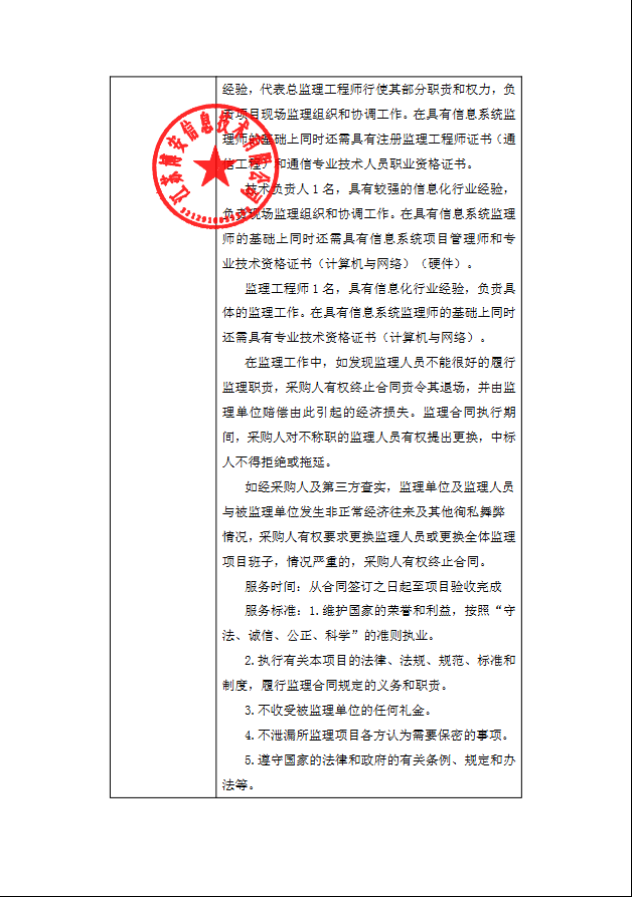 经验，代表总监理工程师行使其部分职责和权力，负
责项目现场监理组织和协调工作。在具有信息系统监
理师的基础上同时还需具有注册监理工程师证书（通
信工程）和通信专业技术人员职业资格证书。
技术负责人1名，具有较强的信息化行业经验，
负责现场监理组织和协调工作。在具有信息系统监理
师的基础上同时还需具有信息系统项目管理师和专
业技术资格证书（计算机与网络）（硬件）。
监理工程师1名，具有信息化行业经验，负责具
体的监理工作。在具有信息系统监理师的基础上同时
还需具有专业技术资格证书（计算机与网络）。
在监理工作中，如发现监理人员不能很好的履行
监理职责，采购人有权终止合同责令其退场，并由监
理单位赔偿由此引起的经济损失。监理合同执行期
间，采购人对不称职的监理人员有权提出更换，中标
人不得拒绝或拖延。
如经采购人及第三方查实，监理单位及监理人员
与被监理单位发生非正常经济往来及其他徇私舞弊
情况，采购人有权要求更换监理人员或更换全体监理
项目班子，情况严重的，采购人有权终止合同。
服务时间：从合同签订之日起至项目验收完成
服务标准：1.维护国家的荣誉和利益，按照“守
法、诚信、公正、科学”的准则执业。
2.执行有关本项目的法律、法规、规范、标准和
制度，履行监理合同规定的义务和职责。
3.不收受被监理单位的任何礼金。
4.不泄漏所监理项目各方认为需要保密的事项。
5.遵守国家的法律和政府的有关条例、规定和办
法等。
江苏博安信息技术有限公司